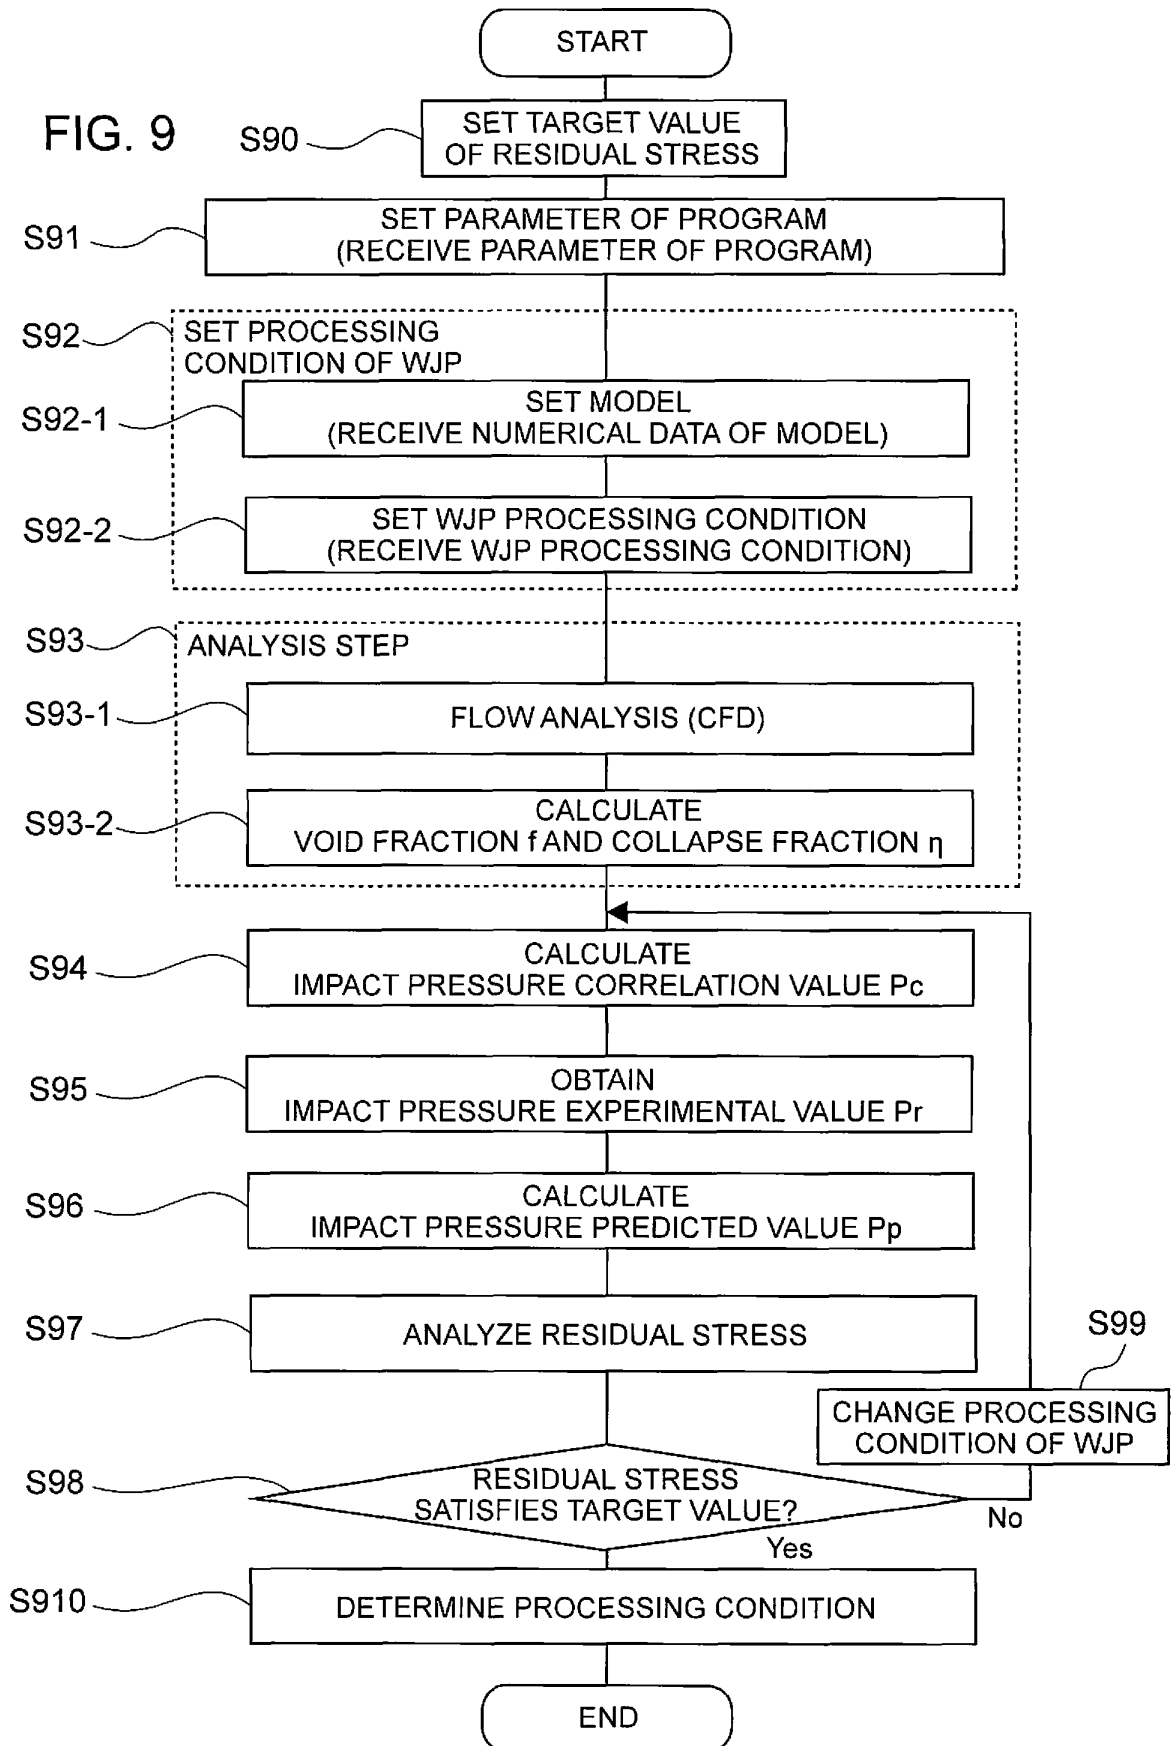 START
FIG. 9
S90
SET TARGET VALUE
OF RESIDUAL STRESS
S91
SET PARAMETER OF PROGRAM
(RECEIVE PARAMETER OF PROGRAM)
S92
SET PROCESSING
CONDITION OF WJP
S92-1
SET MODEL
(RECEIVE NUMERICAL DATA OF MODEL)
S92-2
SET WJP PROCESSING CONDITION
(RECEIVE WJP PROCESSING CONDITION)
S93
ANALYSIS STEP
S93-1
FLOW ANALYSIS (CFD)
S93-2
CALCULATE
VOID FRACTION f AND COLLAPSE FRACTION η
S94
CALCULATE
IMPACT PRESSURE CORRELATION VALUE Pc
S95
OBTAIN
IMPACT PRESSURE EXPERIMENTAL VALUE Pr
S96
CALCULATE
IMPACT PRESSURE PREDICTED VALUE Pp
S97
ANALYZE RESIDUAL STRESS
S99
CHANGE PROCESSING
CONDITION OF WJP
S98
RESIDUAL STRESS
SATISFIES TARGET VALUE?
No
Yes
S910
DETERMINE PROCESSING CONDITION
END